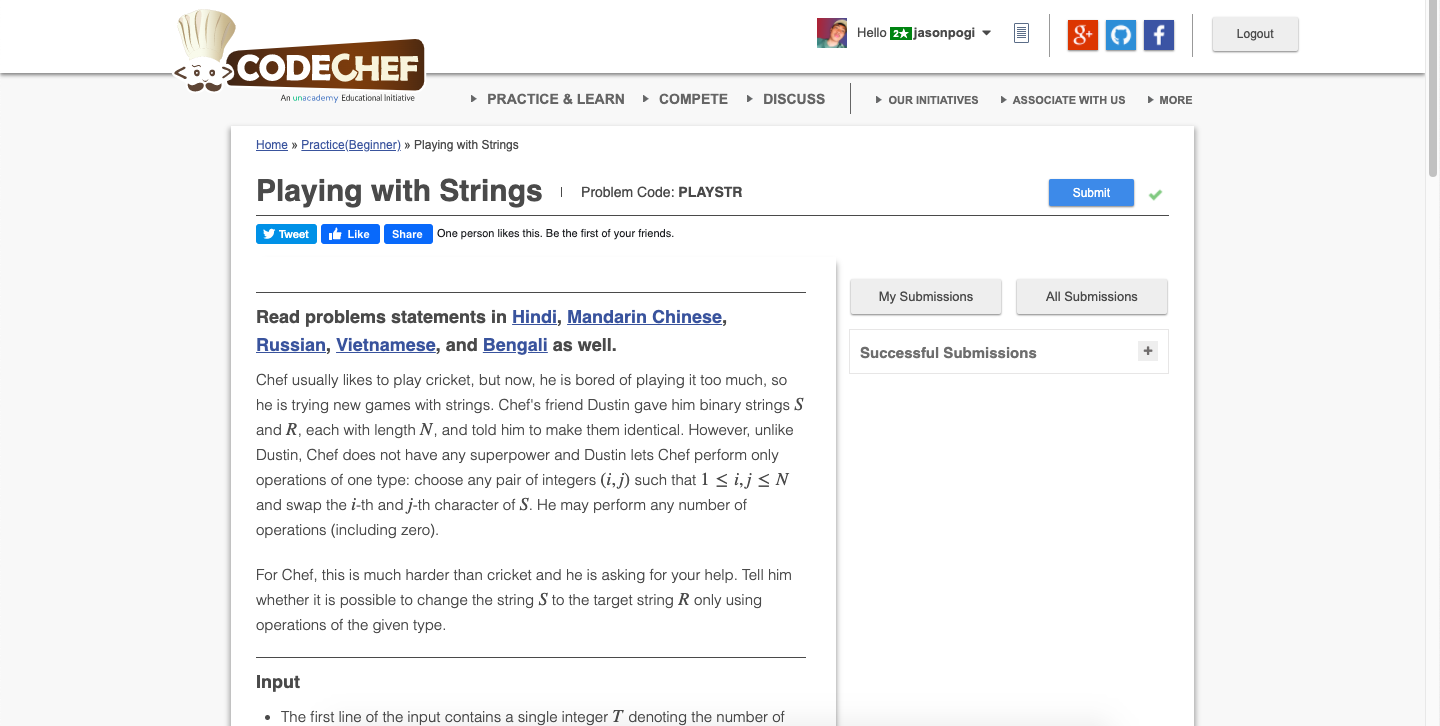 CODECHEF
An unacademy Educational Initiative
Hello 2★ jasonpogi
g+
f
Logout
PRACTICE & LEARN
COMPETE
DISCUSS
OUR INITIATIVES
ASSOCIATE WITH US
MORE
Home » Practice(Beginner) » Playing with Strings
Playing with Strings | Problem Code: PLAYSTR
Submit
Tweet
Like
Share
One person likes this. Be the first of your friends.
Read problems statements in Hindi, Mandarin Chinese,
Russian, Vietnamese, and Bengali as well.
Chef usually likes to play cricket, but now, he is bored of playing it too much, so
he is trying new games with strings. Chef's friend Dustin gave him binary strings S
and R, each with length N, and told him to make them identical. However, unlike
Dustin, Chef does not have any superpower and Dustin lets Chef perform only
operations of one type: choose any pair of integers (i, j) such that 1 ≤ i, j ≤ N
and swap the i-th and j-th character of S. He may perform any number of
operations (including zero).
For Chef, this is much harder than cricket and he is asking for your help. Tell him
whether it is possible to change the string S to the target string R only using
operations of the given type.
Input
• The first line of the input contains a single integer T denoting the number of
My Submissions
All Submissions
Successful Submissions
+